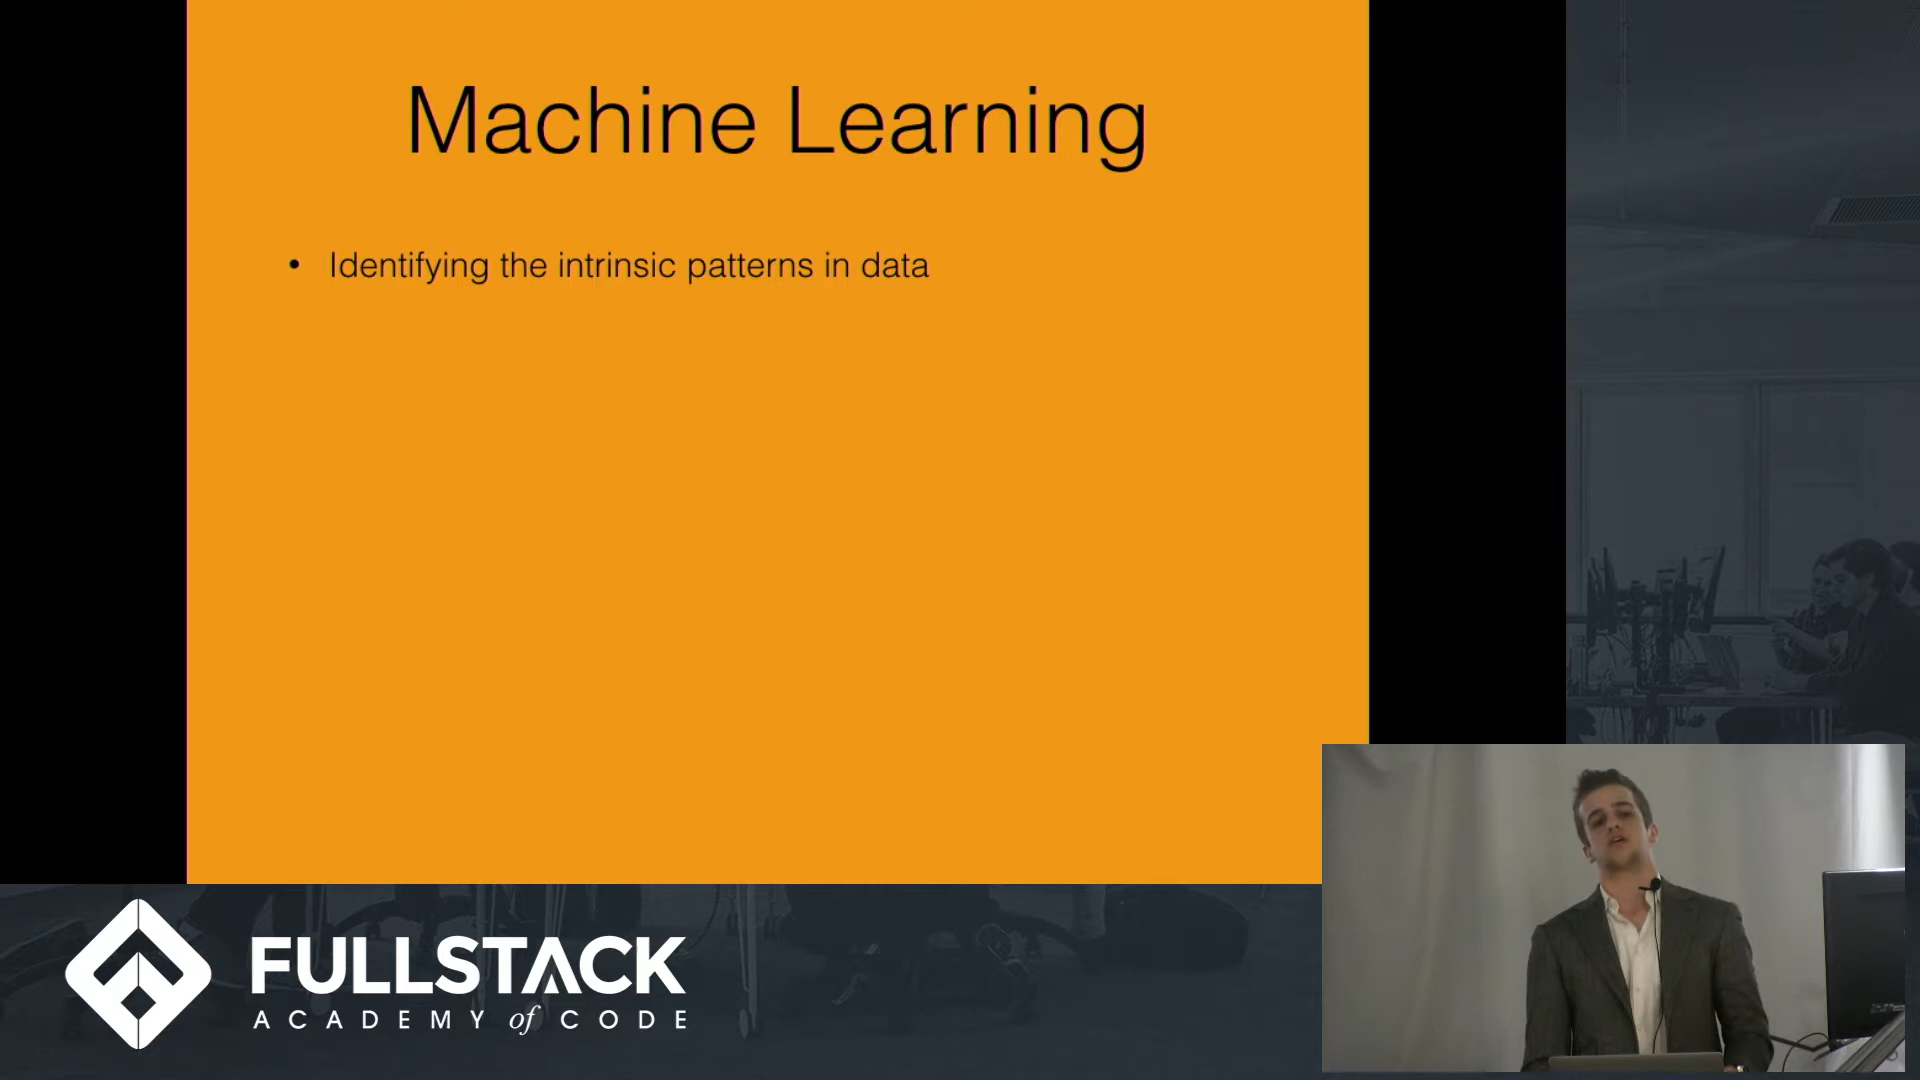 Machine Learning
• Identifying the intrinsic patterns in data
FULLSTACK
ACADEMY of CODE